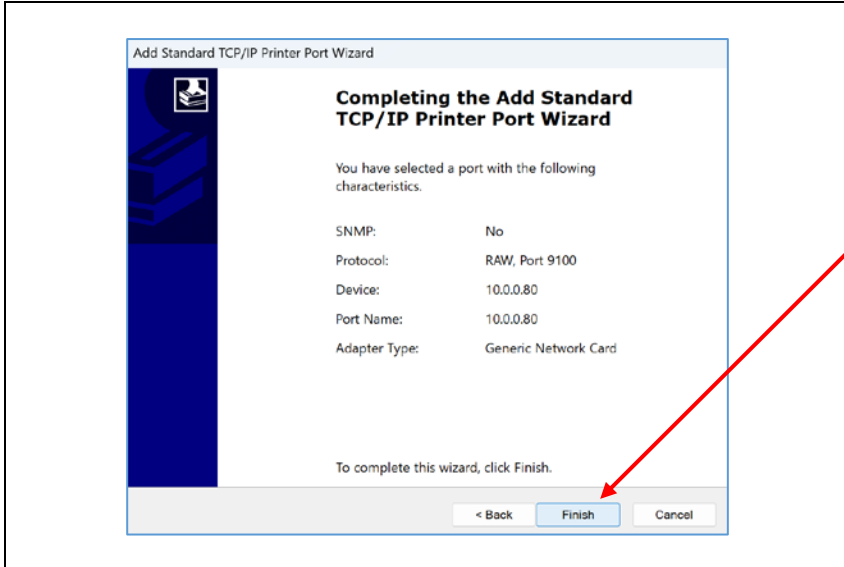 Add Standard TCP/IP Printer Port Wizard
Completing the Add Standard
TCP/IP Printer Port Wizard
You have selected a port with the following
characteristics.
SNMP: No
Protocol: RAW, Port 9100
Device: 10.0.0.80
Port Name: 10.0.0.80
Adapter Type: Generic Network Card
To complete this wizard, click Finish.
< Back Finish Cancel